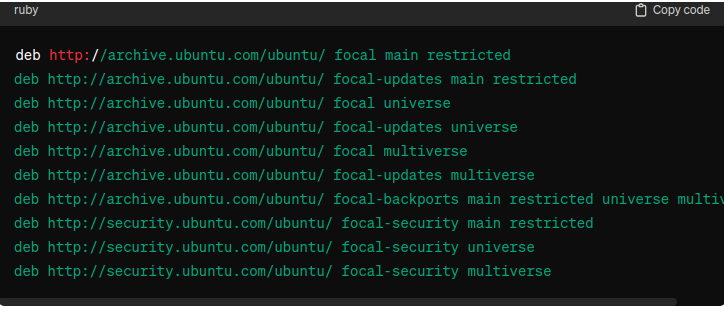 ruby
Copy code
deb http://archive.ubuntu.com/ubuntu/ focal main restricted
deb http://archive.ubuntu.com/ubuntu/ focal-updates main restricted
deb http://archive.ubuntu.com/ubuntu/ focal universe
deb http://archive.ubuntu.com/ubuntu/ focal-updates universe
deb http://archive.ubuntu.com/ubuntu/ focal multiverse
deb http://archive.ubuntu.com/ubuntu/ focal-updates multiverse
deb http://archive.ubuntu.com/ubuntu/ focal-backports main restricted universe
deb http://security.ubuntu.com/ubuntu/ focal-security main restricted
deb http://security.ubuntu.com/ubuntu/ focal-security universe
deb http://security.ubuntu.com/ubuntu/ focal-security multiverse